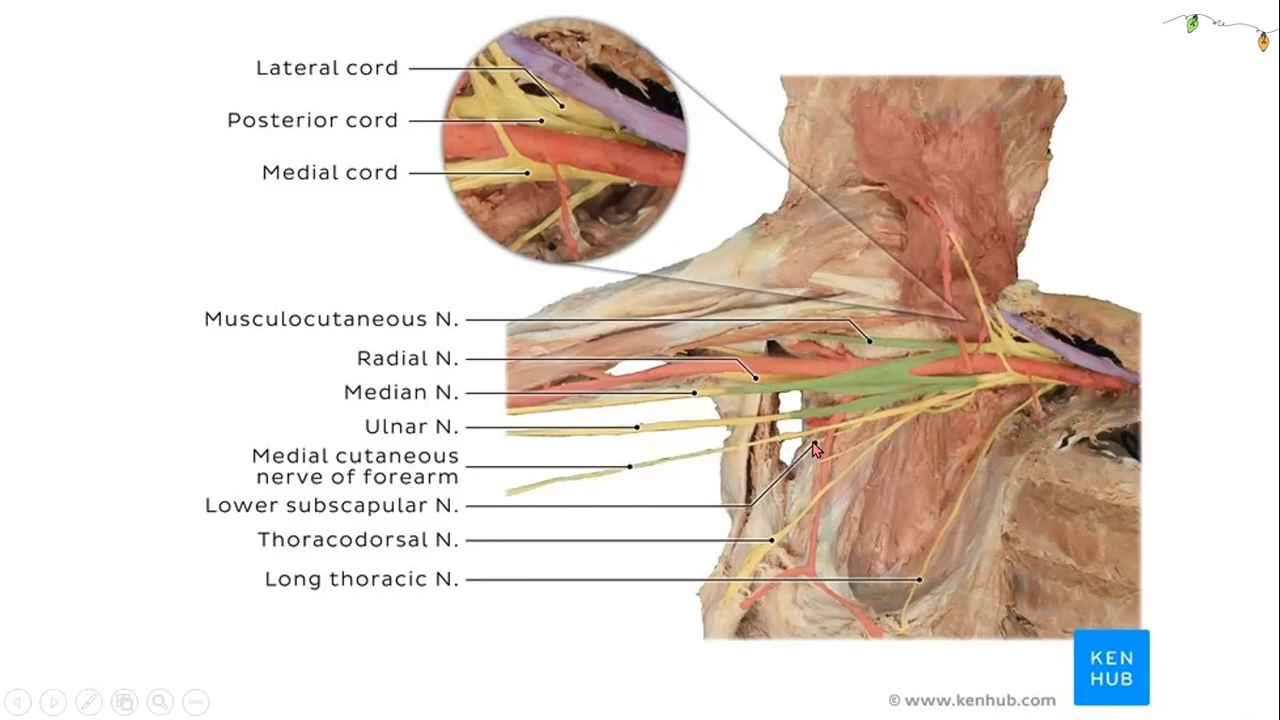 Lateral cord
Posterior cord
Medial cord
Musculocutaneous N.
Radial N.
Median N.
Ulnar N.
Medial cutaneous
nerve of forearm
Lower subscapular N.
Thoracodorsal N.
Long thoracic N.
KEN
HUB
© www.kenhub.com